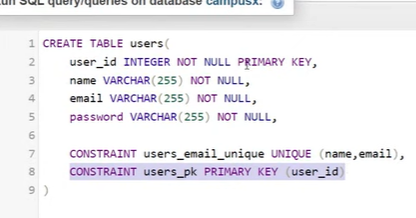 run SQL query/queries on database campusx:
1 CREATE TABLE users(
2 user_id INTEGER NOT NULL PRIMARY KEY,
3 name VARCHAR(255) NOT NULL,
4 email VARCHAR(255) NOT NULL,
5 password VARCHAR(255) NOT NULL,
6
7 CONSTRAINT users_email_unique UNIQUE (name,email),
8 CONSTRAINT users_pk PRIMARY KEY (user_id)
9 )